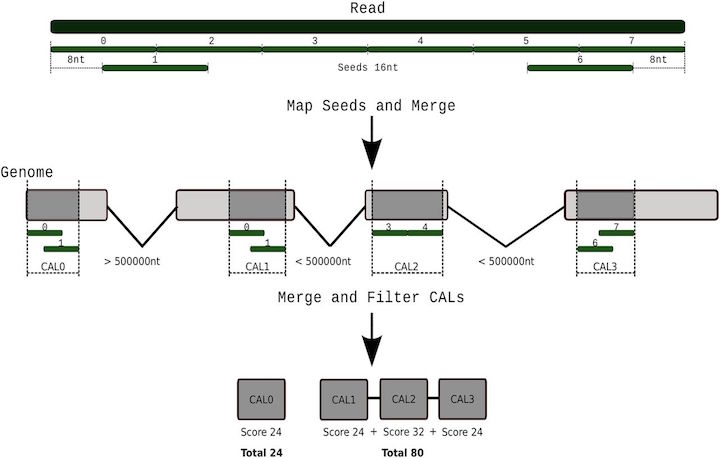 Read
0 2 3 4 5 7
8nt 1 Seeds 16nt 6 8nt
Map Seeds and Merge
Genome
0 0 3 4 7
1 1 6
> 500000nt < 500000nt < 500000nt
CAL0 CAL1 CAL2 CAL3
Merge and Filter CALs
CAL0 CAL1 CAL2 CAL3
Score 24 Score 24 + Score 32 + Score 24
Total 24 Total 80